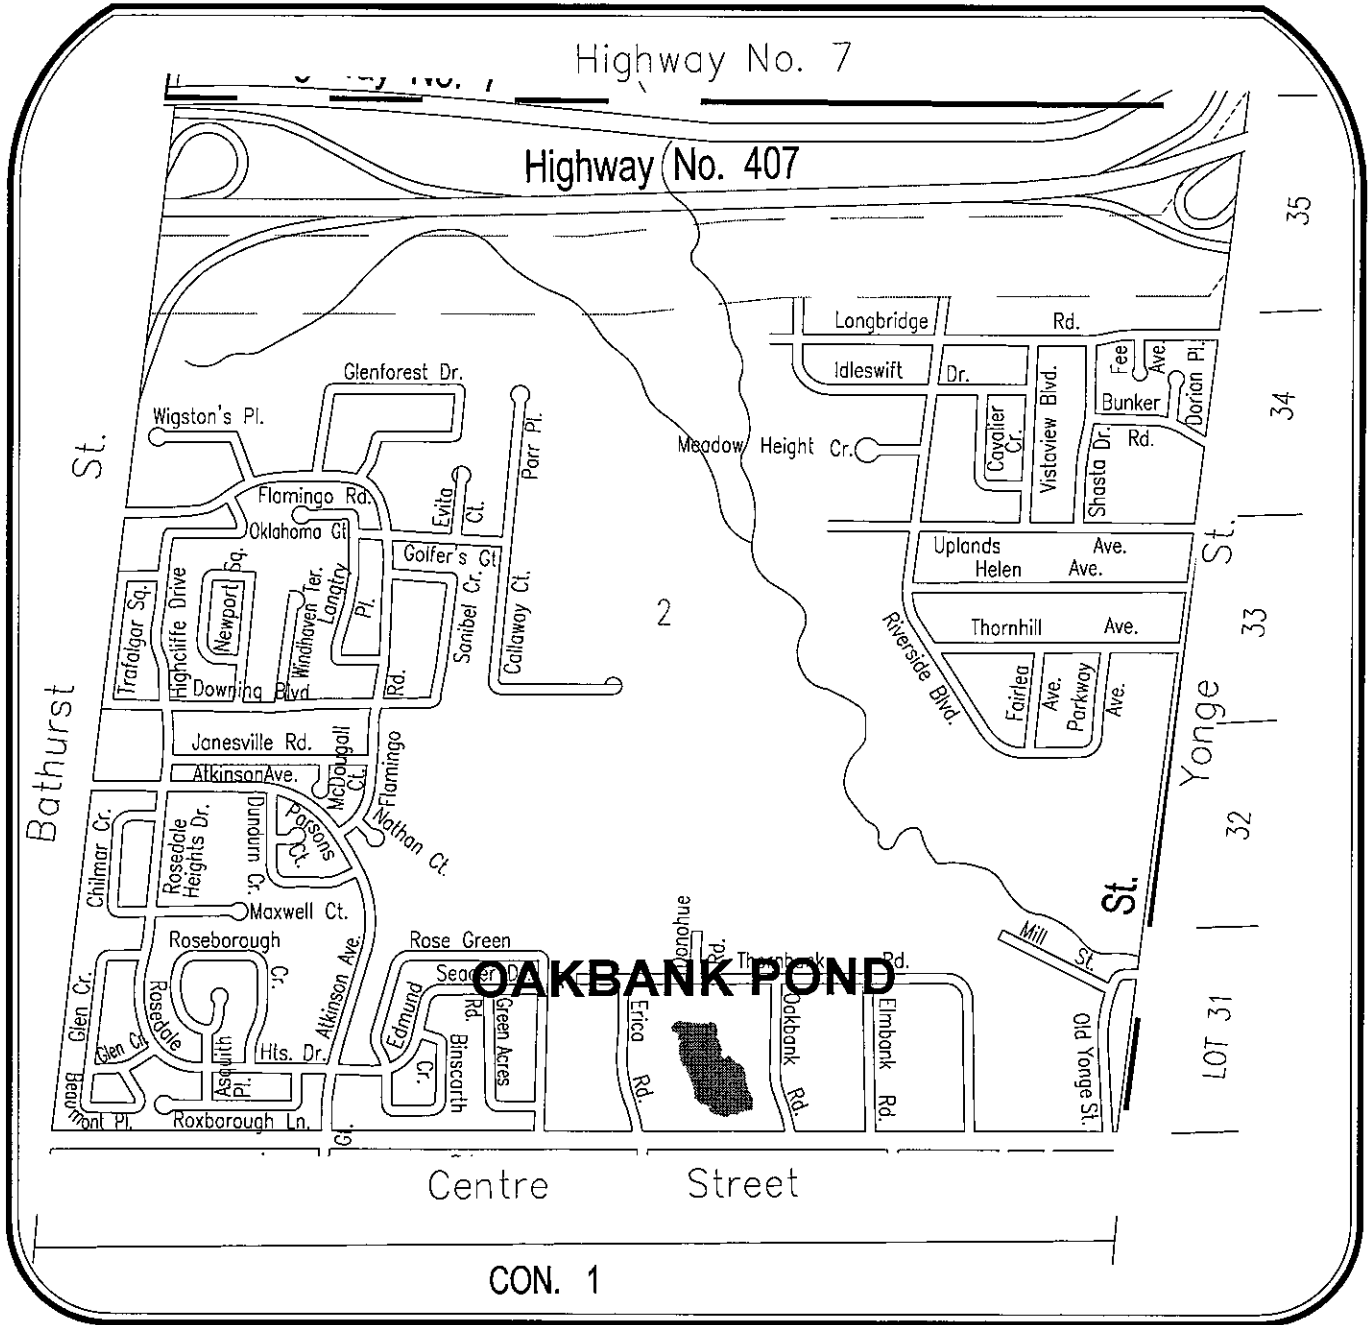 Highway No. 7
Highway No. 407
35
Longbridge Rd.
Idleswift Dr.
Fee Ave.
Dorian Pl.
Bunker Rd.
34
Glenforest Dr.
Wigston's Pl.
Parr Pl.
Meadow Height Cr.
Cavalier Cr.
Vistaview Blvd.
Shasta Dr.
St.
Flamingo Rd.
Evita Ct.
Oklahoma Gt.
Golfer's Gt
Uplands Ave.
St.
Helen Ave.
Trafalgar Sq.
Highcliffe Drive
Newport Sq.
Windhaven Ter.
Langtry Pl.
Sanibel Cr.
Callaway Ct.
2
Riverside Blvd.
Thornhill Ave.
33
Fairlea Ave.
Parkway Ave.
Downing Blvd
Rd.
Bathurst
Yonge
Janesville Rd.
McDougall Ct.
Flamingo
Atkinson Ave.
Nathan Ct.
Chilmar Cr.
Rosedale Heights Dr.
Dundurn Cr.
Parsons Ct.
32
Maxwell Ct.
St.
Roseborough Cr.
Atkinson Ave.
Rose Green
Seager Dr.
Donohue Rd.
Thornbank Rd.
Mill St.
OAKBANK POND
Glen Cr.
Rosedale
Edmund
Rd.
Green Acres
Erica Rd.
Oakbank Rd.
Elmbank Rd.
Old Yonge St.
LOT 31
Glen Cr.
Asquith Pl.
Hts. Dr.
Cr.
Binscarth
Beaumont Pl.
Roxborough Ln.
Gt.
Centre Street
CON. 1